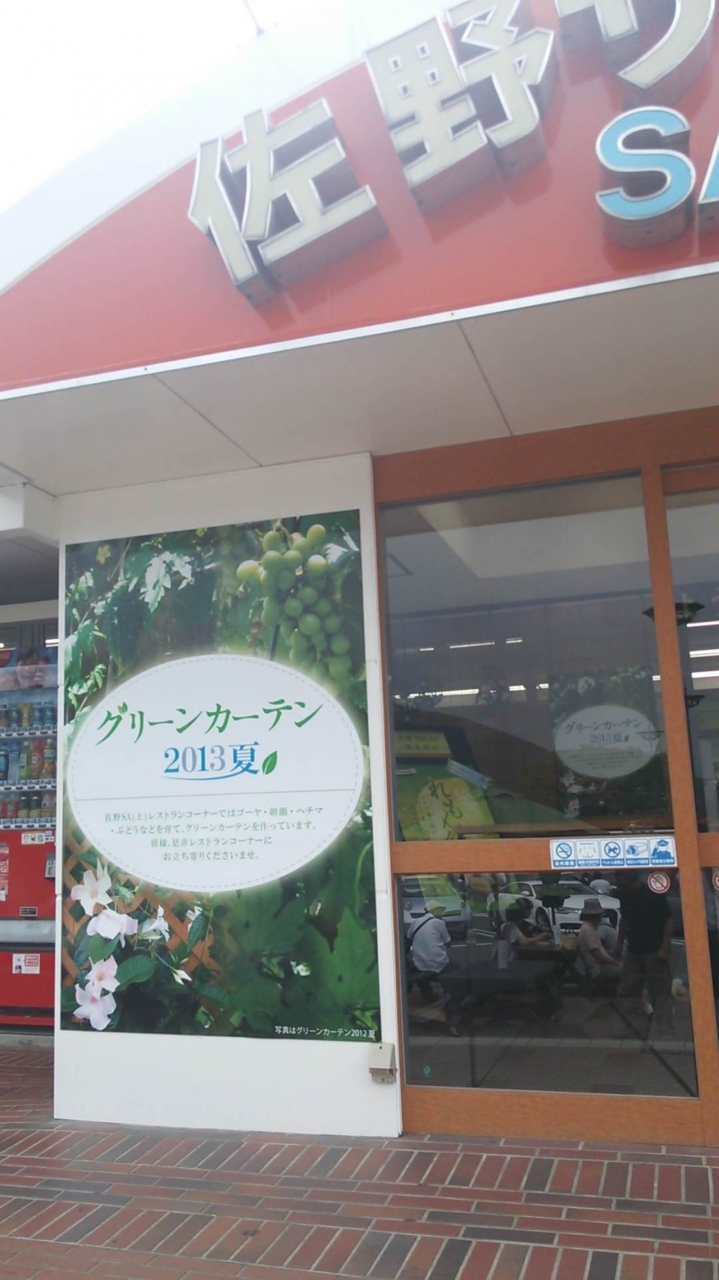 佐野サ
SA
グリーンカーテン
2013夏
佐野SA(上)レストランコーナーではゴーヤ・朝顔・ヘチマ
・ぶどうなどを育て、グリーンカーテンを作っています。
皆様、是非レストランコーナーに
お立ち寄りくださいませ。
写真はグリーンカーテン2012 夏
グリーンカーテン
2013夏
れもん